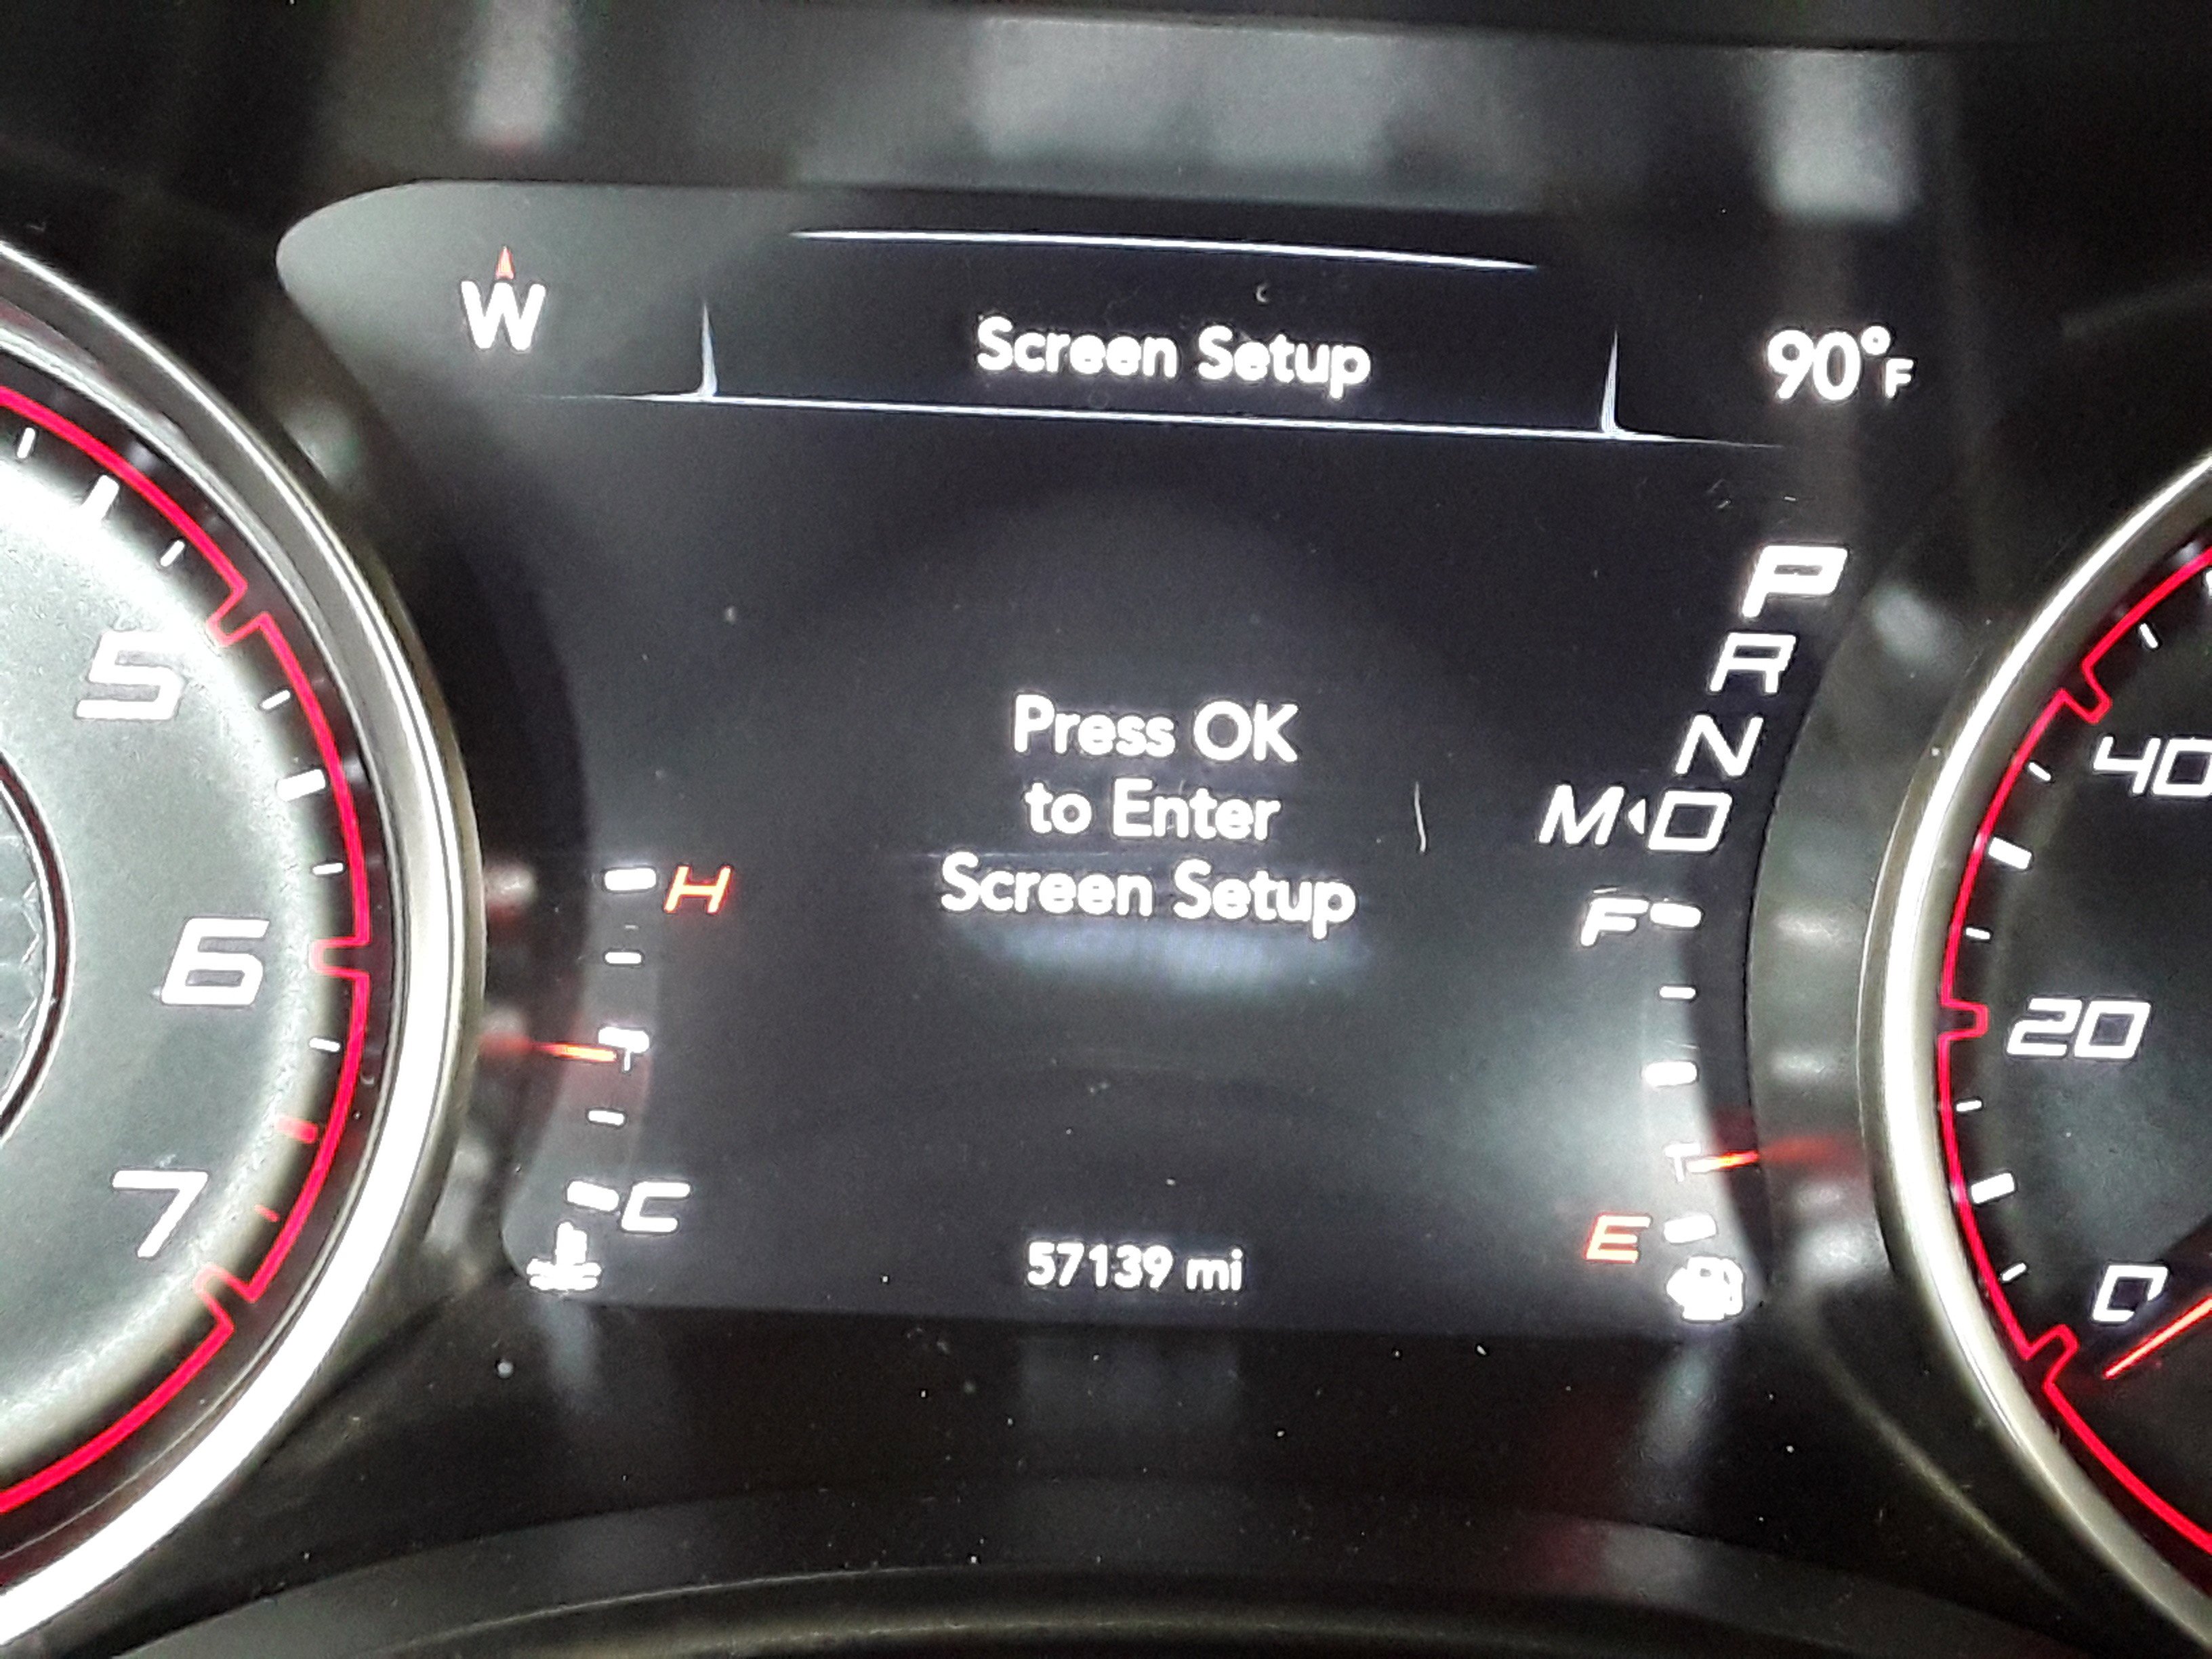 W
Screen Setup
90°F
P
R
N
M D
Press OK
to Enter
Screen Setup
H
C
F
E
57139 mi
5
6
7
40
20
0